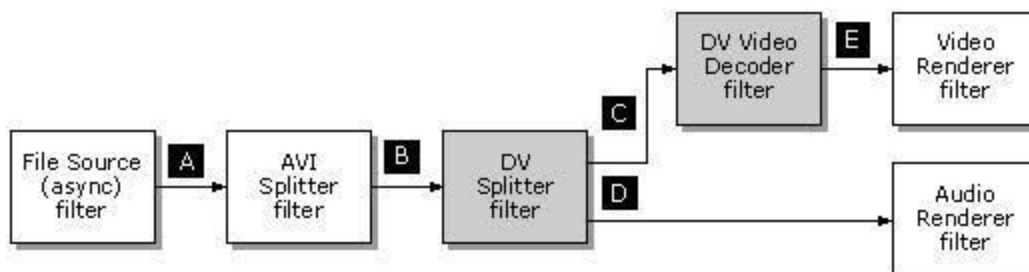 File Source
(async)
filter
A
AVI
Splitter
filter
B
DV
Splitter
filter
C
DV Video
Decoder
filter
E
Video
Renderer
filter
D
Audio
Renderer
filter